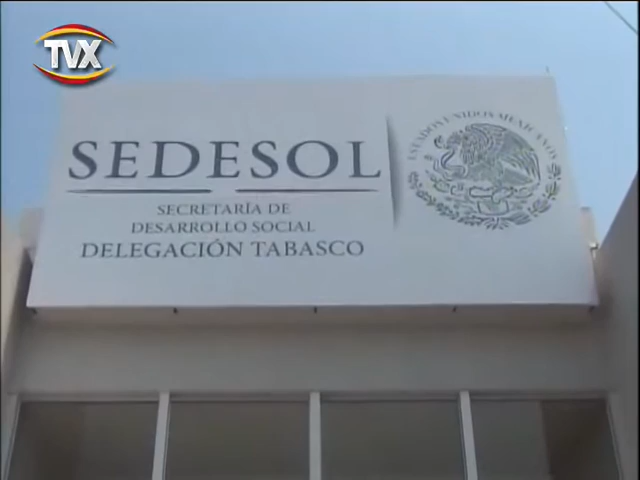 TVX
SEDESOL
SECRETARÍA DE
DESARROLLO SOCIAL
DELEGACIÓN TABASCO
ESTADOS UNIDOS MEXICANOS